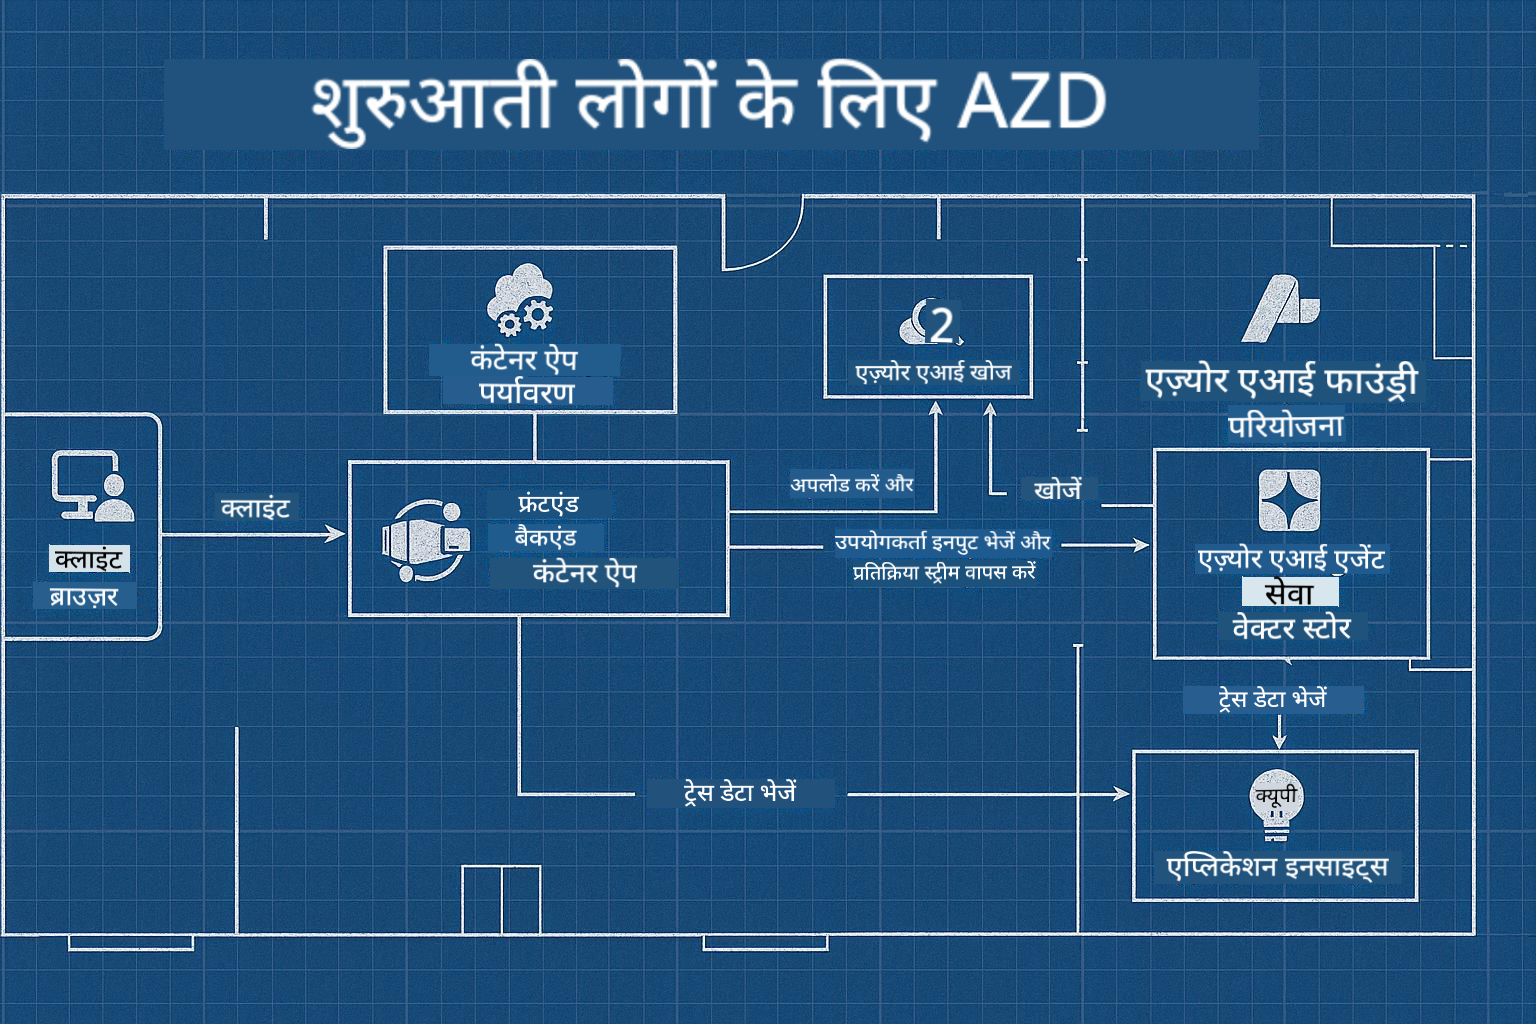 शुरुआती लोगों के लिए AZD
कंटेनर ऐप
पर्यावरण
2
एज़्योर एआई खोज
एज़्योर एआई फाउंड्री
परियोजना
क्लाइंट
ब्राउज़र
क्लाइंट
फ्रंटएंड
बैकएंड
कंटेनर ऐप
अपलोड करें और
खोजें
उपयोगकर्ता इनपुट भेजें और
प्रतिक्रिया स्ट्रीम वापस करें
एज़्योर एआई एजेंट
सेवा
वेक्टर स्टोर
ट्रेस डेटा भेजें
ट्रेस डेटा भेजें
क्यूपी
एप्लिकेशन इनसाइट्स